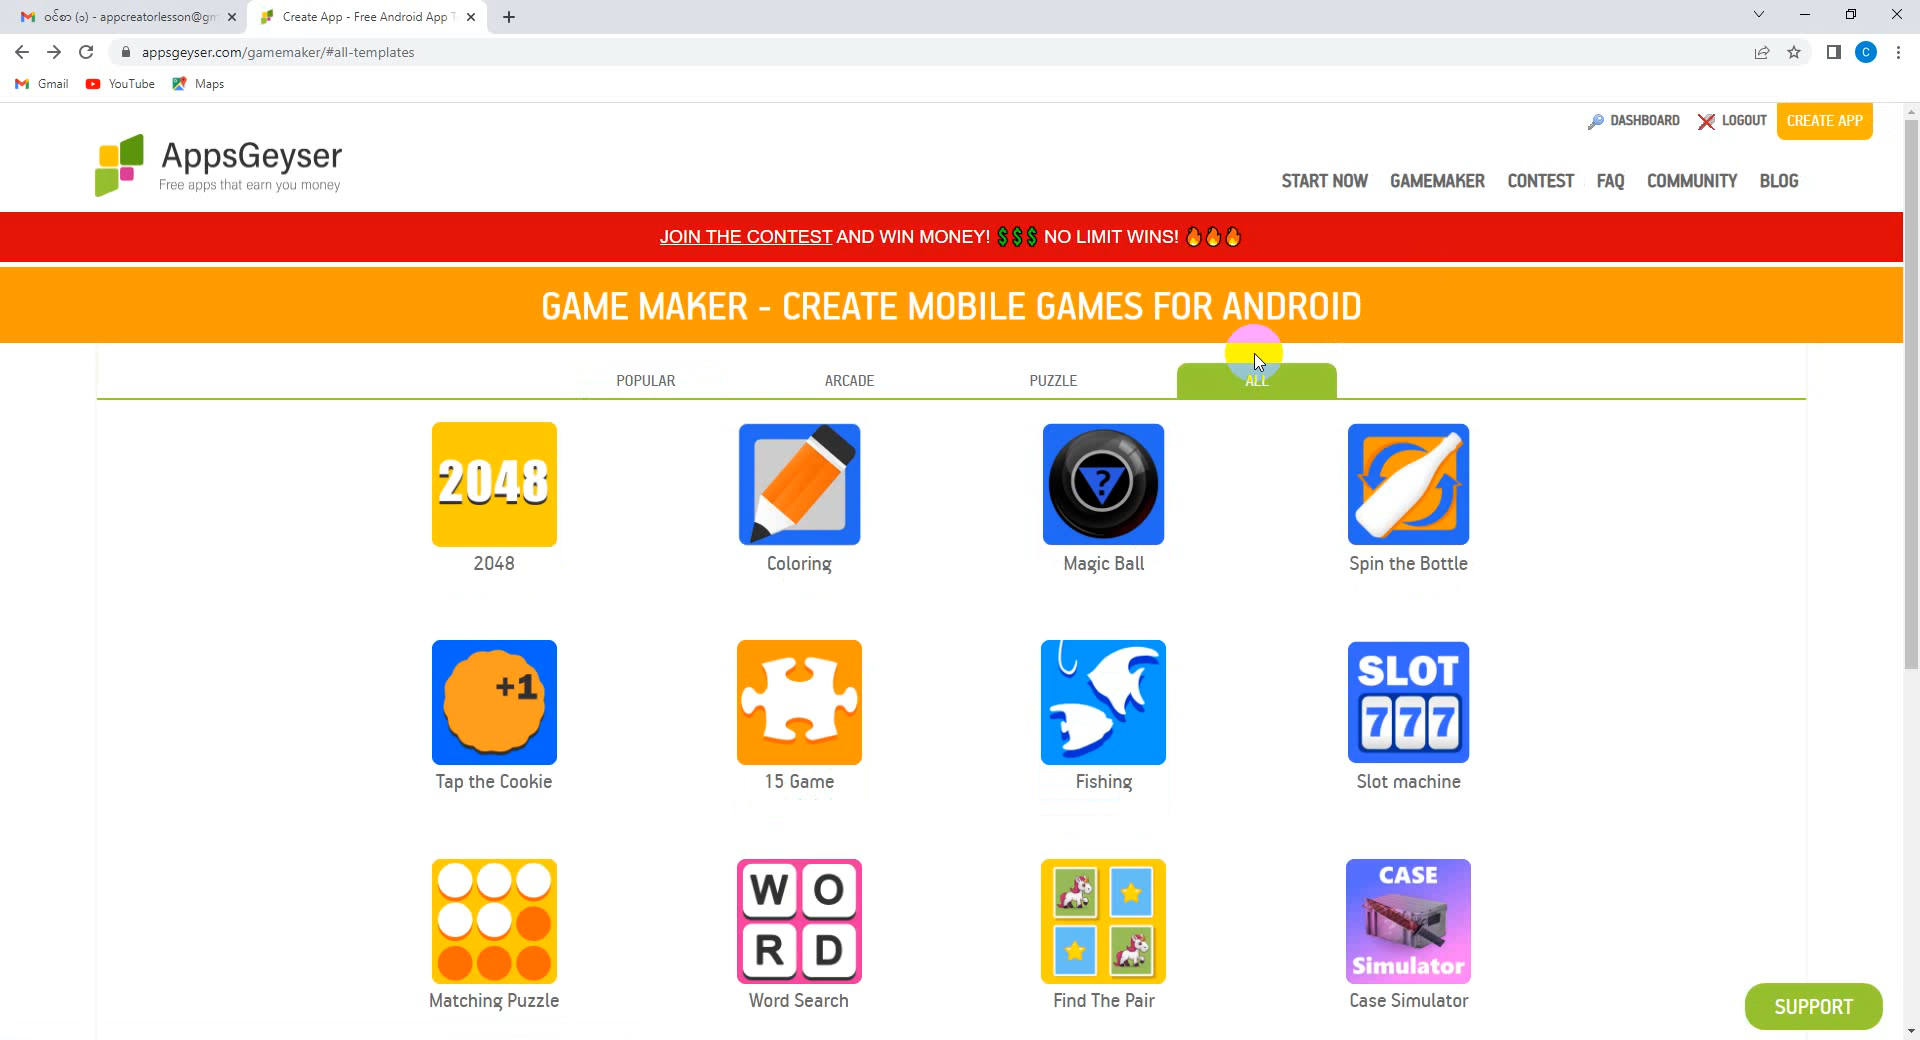 ဝင်စာ (၁) - appcreatorlesson@gm
Create App - Free Android App T
appsgeyser.com/gamemaker/#all-templates
C
Gmail
YouTube
Maps
DASHBOARD
LOGOUT
CREATE APP
AppsGeyser
Free apps that earn you money
START NOW
GAMEMAKER
CONTEST
FAQ
COMMUNITY
BLOG
JOIN THE CONTEST AND WIN MONEY! $$$ NO LIMIT WINS!
GAME MAKER - CREATE MOBILE GAMES FOR ANDROID
POPULAR
ARCADE
PUZZLE
ALL
2048
?
2048
Coloring
Magic Ball
Spin the Bottle
+1
SLOT
777
Tap the Cookie
15 Game
Fishing
Slot machine
W O
R D
CASE
Simulator
Matching Puzzle
Word Search
Find The Pair
Case Simulator
SUPPORT